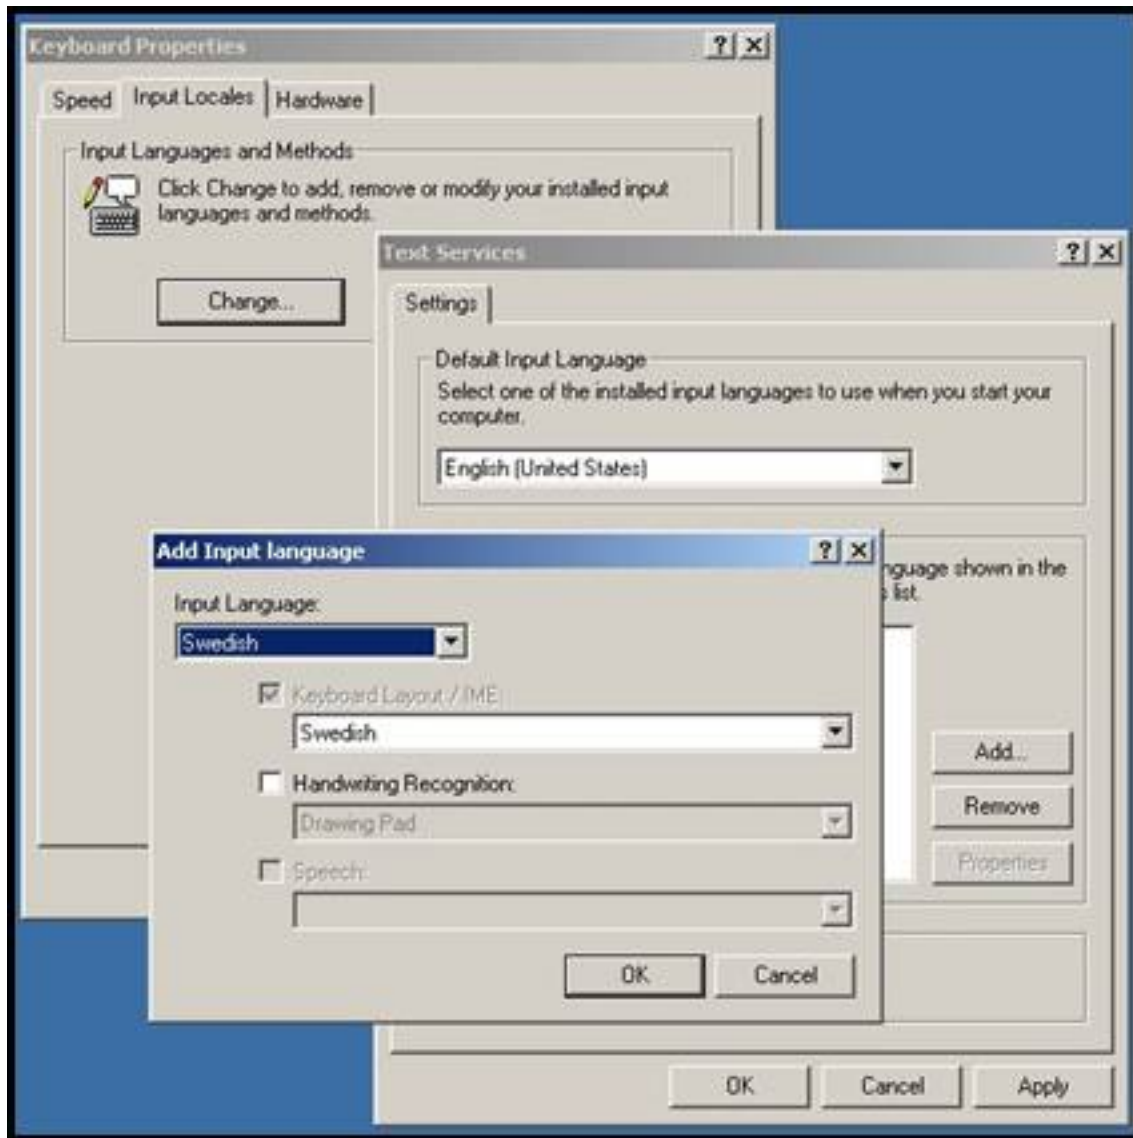 Keyboard Properties
Speed
Input Locales
Hardware
Input Languages and Methods
Click Change to add, remove or modify your installed input
languages and methods.
Change...
Text Services
Settings
Default Input Language
Select one of the installed input languages to use when you start your
computer.
English (United States)
language shown in the
list.
Add...
Remove
Properties
OK
Cancel
Apply
Add Input language
Input Language:
Swedish
Keyboard Layout / IME
Swedish
Handwriting Recognition:
Drawing Pad
Speech:
OK
Cancel